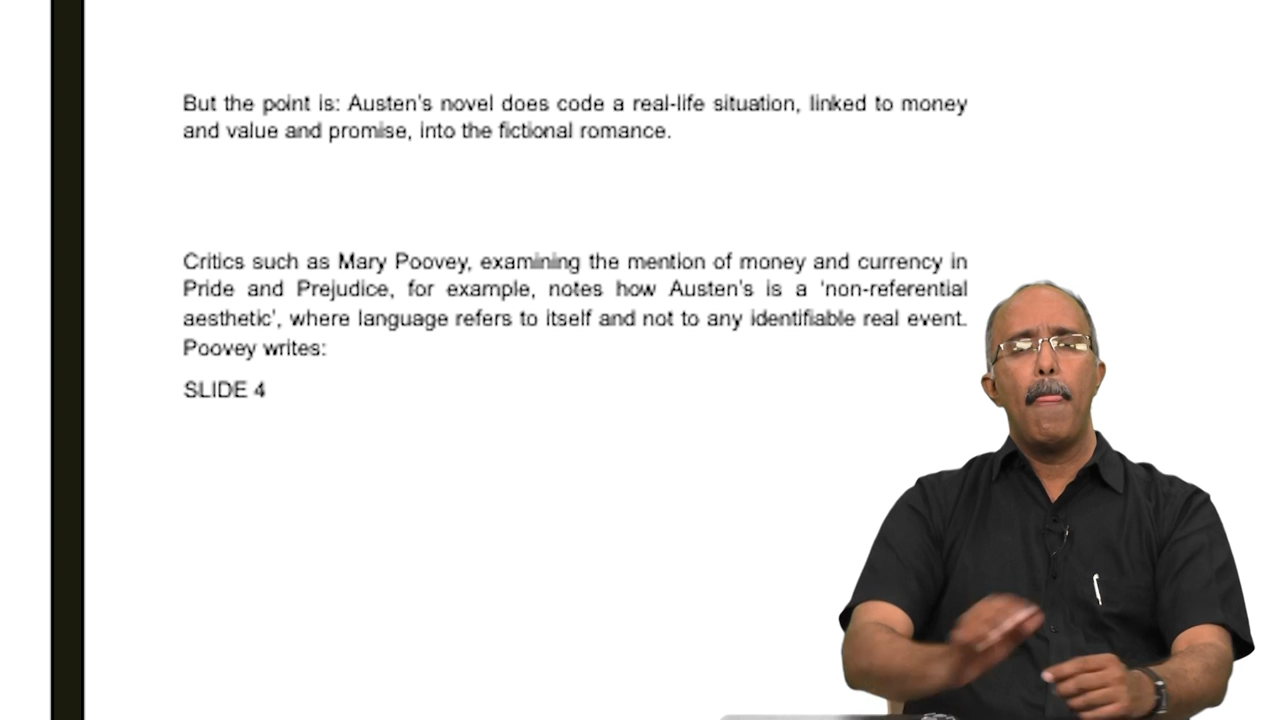 But the point is: Austen's novel does code a real-life situation, linked to money
and value and promise, into the fictional romance.
Critics such as Mary Poovey, examining the mention of money and currency in
Pride and Prejudice, for example, notes how Austen's is a 'non-referential
aesthetic', where language refers to itself and not to any identifiable real event.
Poovey writes:
SLIDE 4